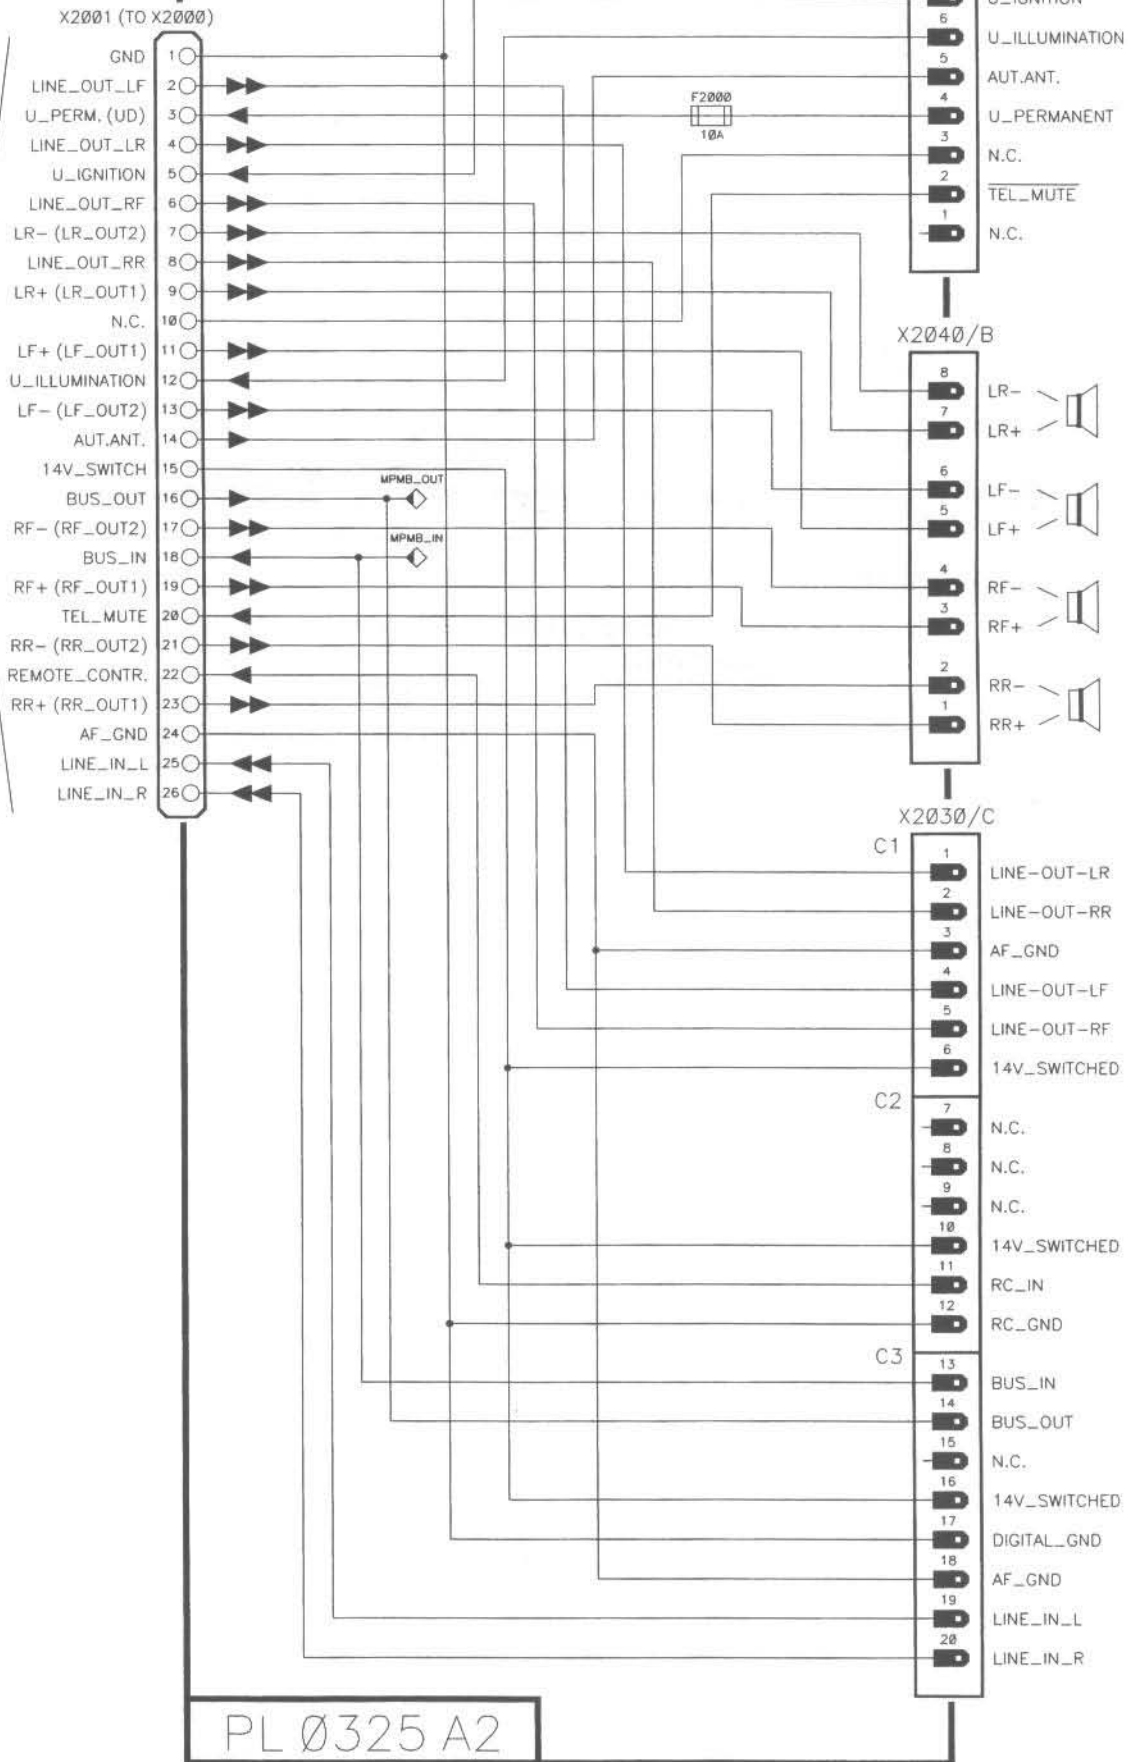 X2001 (TO X2000)
GND 1
LINE_OUT_LF 2
U_PERM. (UD) 3
LINE_OUT_LR 4
U_IGNITION 5
LINE_OUT_RF 6
LR- (LR_OUT2) 7
LINE_OUT_RR 8
LR+ (LR_OUT1) 9
N.C. 10
LF+ (LF_OUT1) 11
U_ILLUMINATION 12
LF- (LF_OUT2) 13
AUT.ANT. 14
14V_SWITCH 15
BUS_OUT 16
RF- (RF_OUT2) 17
BUS_IN 18
RF+ (RF_OUT1) 19
TEL_MUTE 20
RR- (RR_OUT2) 21
REMOTE_CONTR. 22
RR+ (RR_OUT1) 23
AF_GND 24
LINE_IN_L 25
LINE_IN_R 26
MPMB_OUT
MPMB_IN
F2000
10A
U_IGNITION
6 U_ILLUMINATION
5 AUT.ANT.
4 U_PERMANENT
3 N.C.
2 TEL_MUTE
1 N.C.
X2040/B
8 LR-
7 LR+
6 LF-
5 LF+
4 RF-
3 RF+
2 RR-
1 RR+
X2030/C
C1
1 LINE-OUT-LR
2 LINE-OUT-RR
3 AF_GND
4 LINE-OUT-LF
5 LINE-OUT-RF
6 14V_SWITCHED
C2
7 N.C.
8 N.C.
9 N.C.
10 14V_SWITCHED
11 RC_IN
12 RC_GND
C3
13 BUS_IN
14 BUS_OUT
15 N.C.
16 14V_SWITCHED
17 DIGITAL_GND
18 AF_GND
19 LINE_IN_L
20 LINE_IN_R
PL Ø325 A2